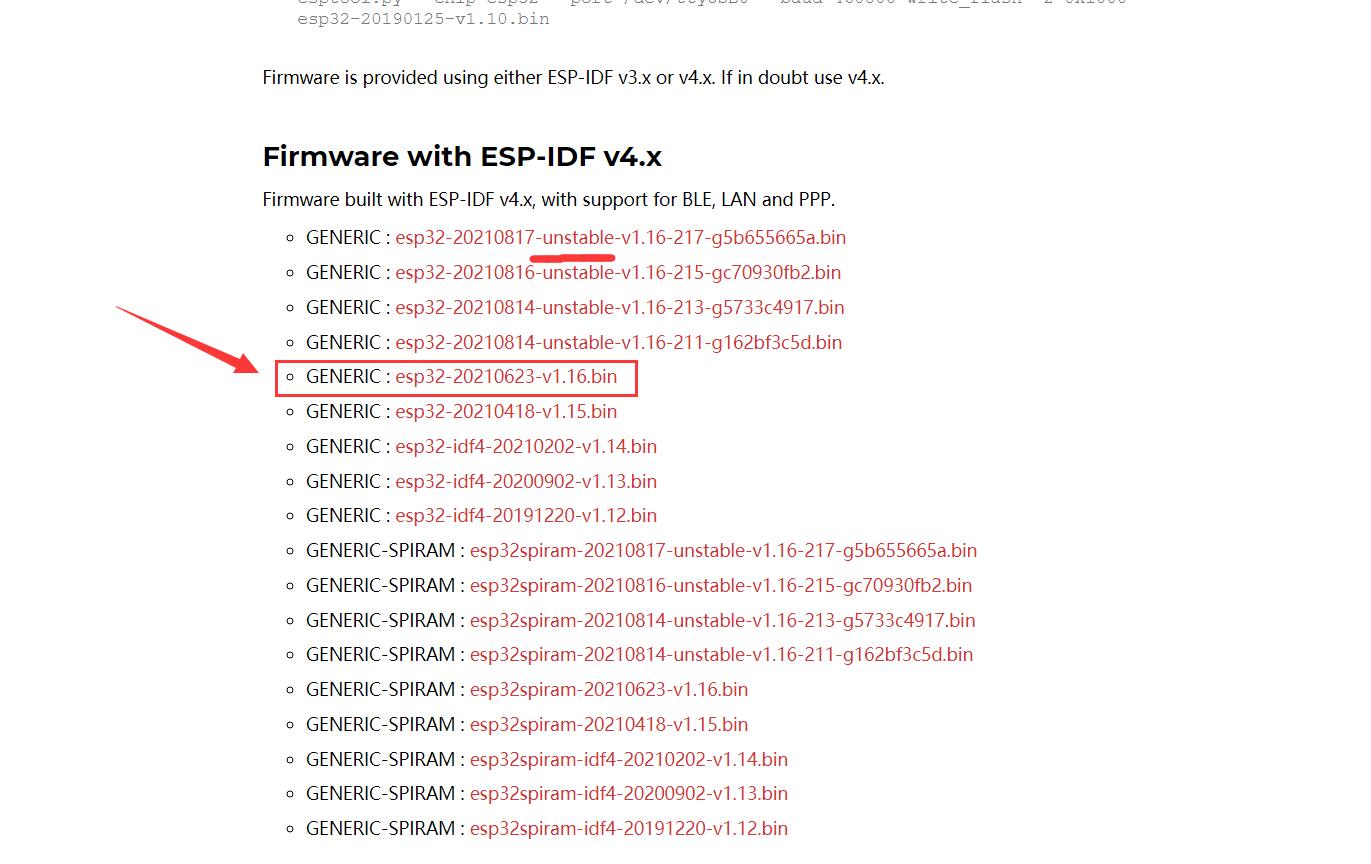 esp32-20190125-v1.10.bin
Firmware is provided using either ESP-IDF v3.x or v4.x. If in doubt use v4.x.
Firmware with ESP-IDF v4.x
Firmware built with ESP-IDF v4.x, with support for BLE, LAN and PPP.
GENERIC : esp32-20210817-unstable-v1.16-217-g5b655665a.bin
GENERIC : esp32-20210816-unstable-v1.16-215-gc70930fb2.bin
GENERIC : esp32-20210814-unstable-v1.16-213-g5733c4917.bin
GENERIC : esp32-20210814-unstable-v1.16-211-g162bf3c5d.bin
GENERIC : esp32-20210623-v1.16.bin
GENERIC : esp32-20210418-v1.15.bin
GENERIC : esp32-idf4-20210202-v1.14.bin
GENERIC : esp32-idf4-20200902-v1.13.bin
GENERIC : esp32-idf4-20191220-v1.12.bin
GENERIC-SPIRAM : esp32spiram-20210817-unstable-v1.16-217-g5b655665a.bin
GENERIC-SPIRAM : esp32spiram-20210816-unstable-v1.16-215-gc70930fb2.bin
GENERIC-SPIRAM : esp32spiram-20210814-unstable-v1.16-213-g5733c4917.bin
GENERIC-SPIRAM : esp32spiram-20210814-unstable-v1.16-211-g162bf3c5d.bin
GENERIC-SPIRAM : esp32spiram-20210623-v1.16.bin
GENERIC-SPIRAM : esp32spiram-20210418-v1.15.bin
GENERIC-SPIRAM : esp32spiram-idf4-20210202-v1.14.bin
GENERIC-SPIRAM : esp32spiram-idf4-20200902-v1.13.bin
GENERIC-SPIRAM : esp32spiram-idf4-20191220-v1.12.bin